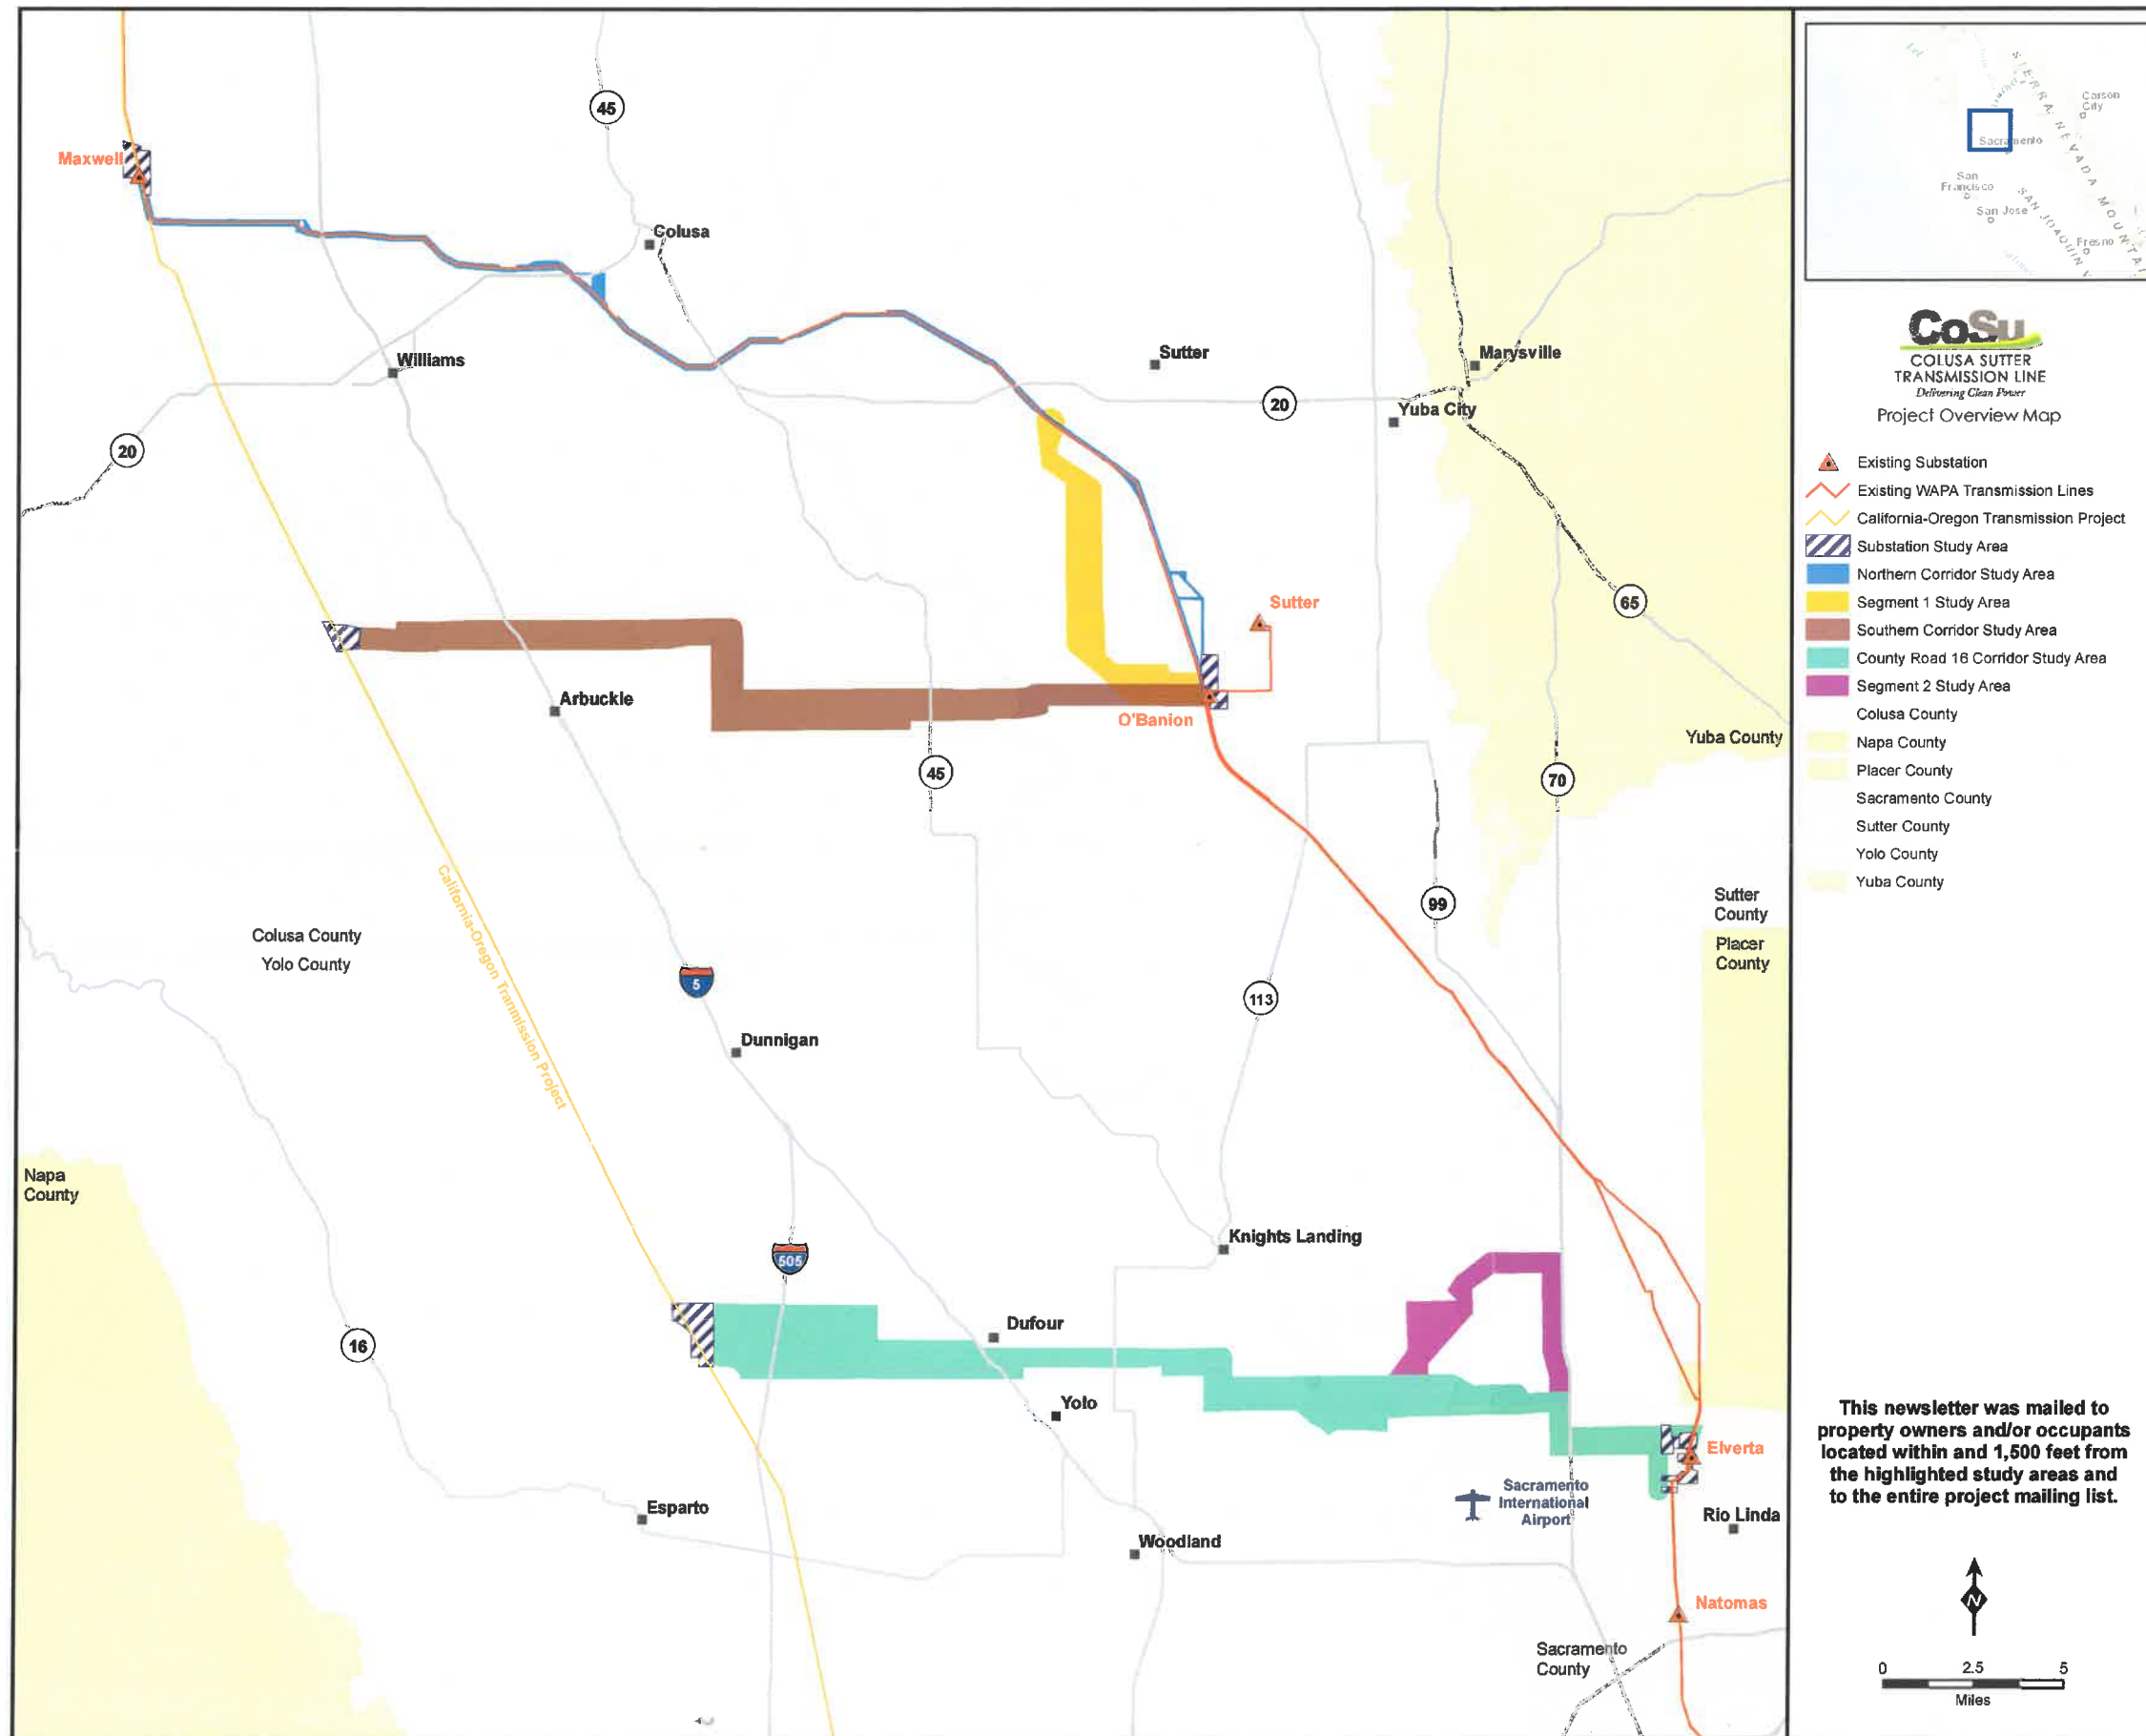 Maxwell
45
Colusa
Williams
20
Sutter
Marysville
20
Yuba City
65
Sutter
Arbuckle
O'Banion
45
70
Yuba County
99
Sutter
County
Placer
County
Colusa County
Yolo County
California-Oregon Tranmission Project
5
113
Dunnigan
Napa
County
505
Knights Landing
16
Dufour
Yolo
Elverta
Esparto
Sacramento
International
Airport
Rio Linda
Woodland
Natomas
Sacramento
County
SIERRA NEVADA MOUNTAI
Carson
City
Sacramento
San
Francisco
San Jose
SAN JOAQUIN V
Fresno
CoSu
COLUSA SUTTER
TRANSMISSION LINE
Delivering Clean Power
Project Overview Map
Existing Substation
Existing WAPA Transmission Lines
California-Oregon Transmission Project
Substation Study Area
Northern Corridor Study Area
Segment 1 Study Area
Southern Corridor Study Area
County Road 16 Corridor Study Area
Segment 2 Study Area
Colusa County
Napa County
Placer County
Sacramento County
Sutter County
Yolo County
Yuba County
This newsletter was mailed to
property owners and/or occupants
located within and 1,500 feet from
the highlighted study areas and
to the entire project mailing list.
N
0 2.5 5
Miles